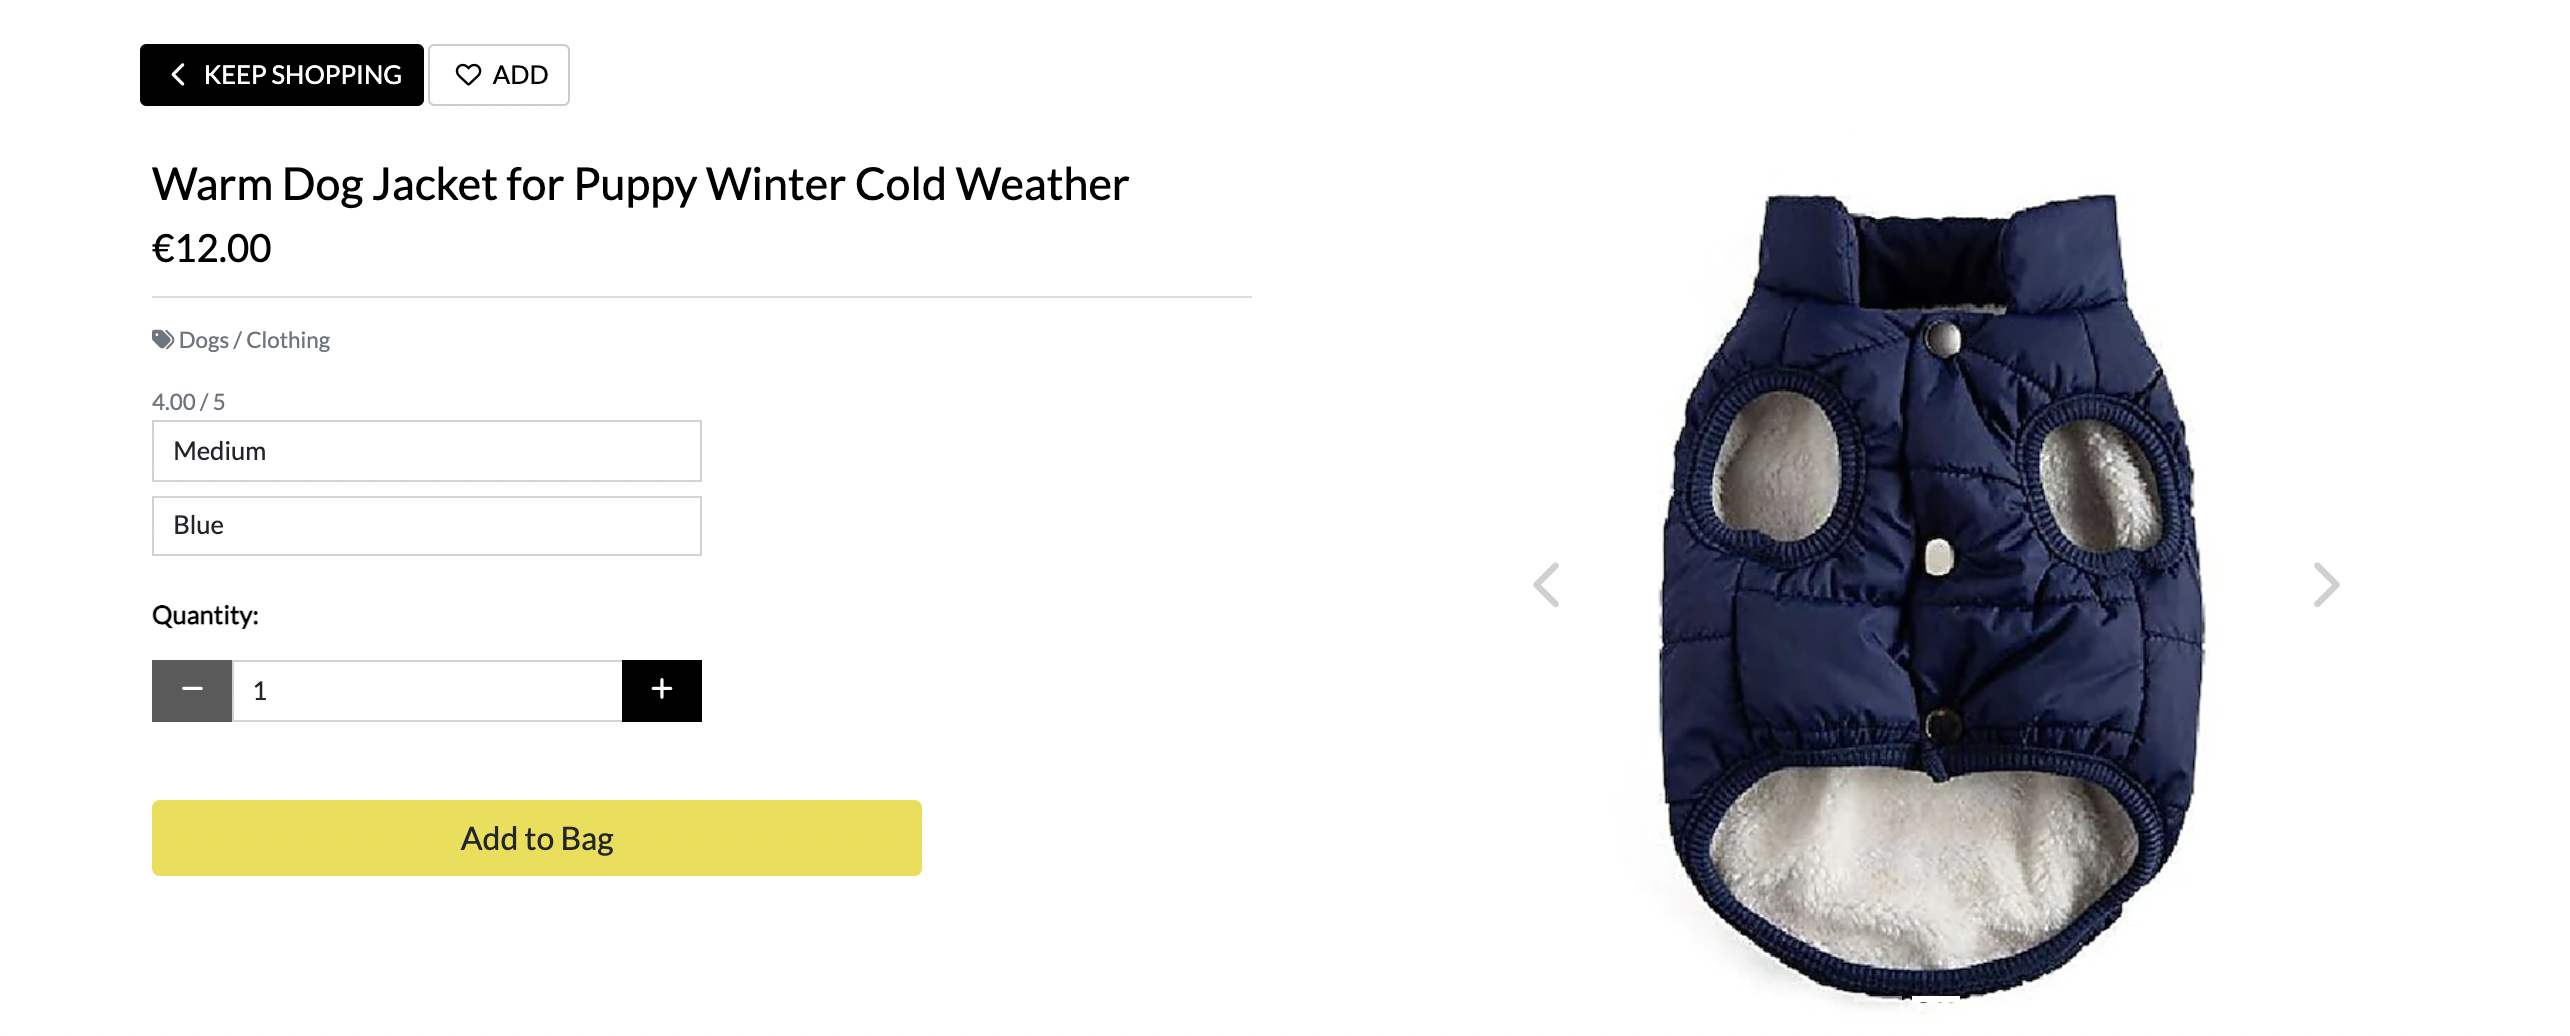 KEEP SHOPPING
ADD
Warm Dog Jacket for Puppy Winter Cold Weather
€12.00
Dogs / Clothing
4.00 / 5
Medium
Blue
Quantity:
1
Add to Bag